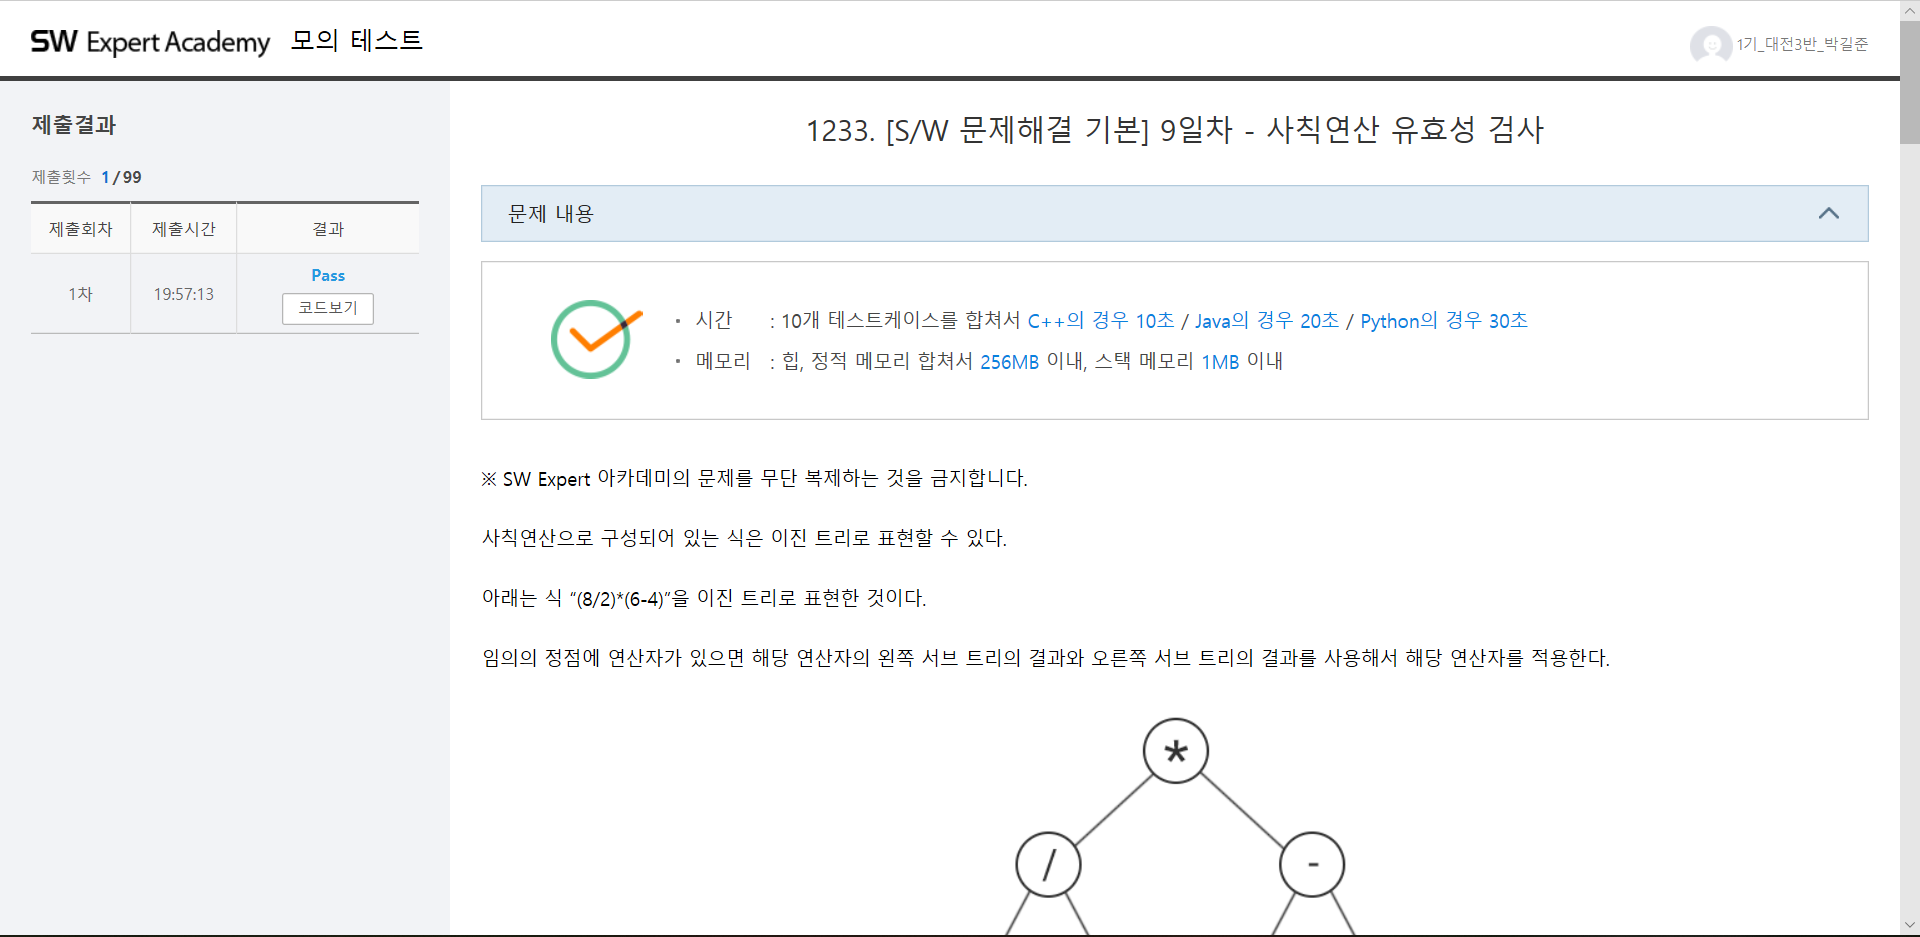 SW Expert Academy 모의 테스트
1기_대전3반_박길준
제출결과
제출횟수 1 / 99
제출회차 제출시간 결과
1차 19:57:13 Pass
코드보기
1233. [S/W 문제해결 기본] 9일차 - 사칙연산 유효성 검사
문제 내용
• 시간 : 10개 테스트케이스를 합쳐서 C++의 경우 10초 / Java의 경우 20초 / Python의 경우 30초
• 메모리 : 힙, 정적 메모리 합쳐서 256MB 이내, 스택 메모리 1MB 이내
※ SW Expert 아카데미의 문제를 무단 복제하는 것을 금지합니다.
사칙연산으로 구성되어 있는 식은 이진 트리로 표현할 수 있다.
아래는 식 “(8/2)*(6-4)”을 이진 트리로 표현한 것이다.
임의의 정점에 연산자가 있으면 해당 연산자의 왼쪽 서브 트리의 결과와 오른쪽 서브 트리의 결과를 사용해서 해당 연산자를 적용한다.
*
/ -